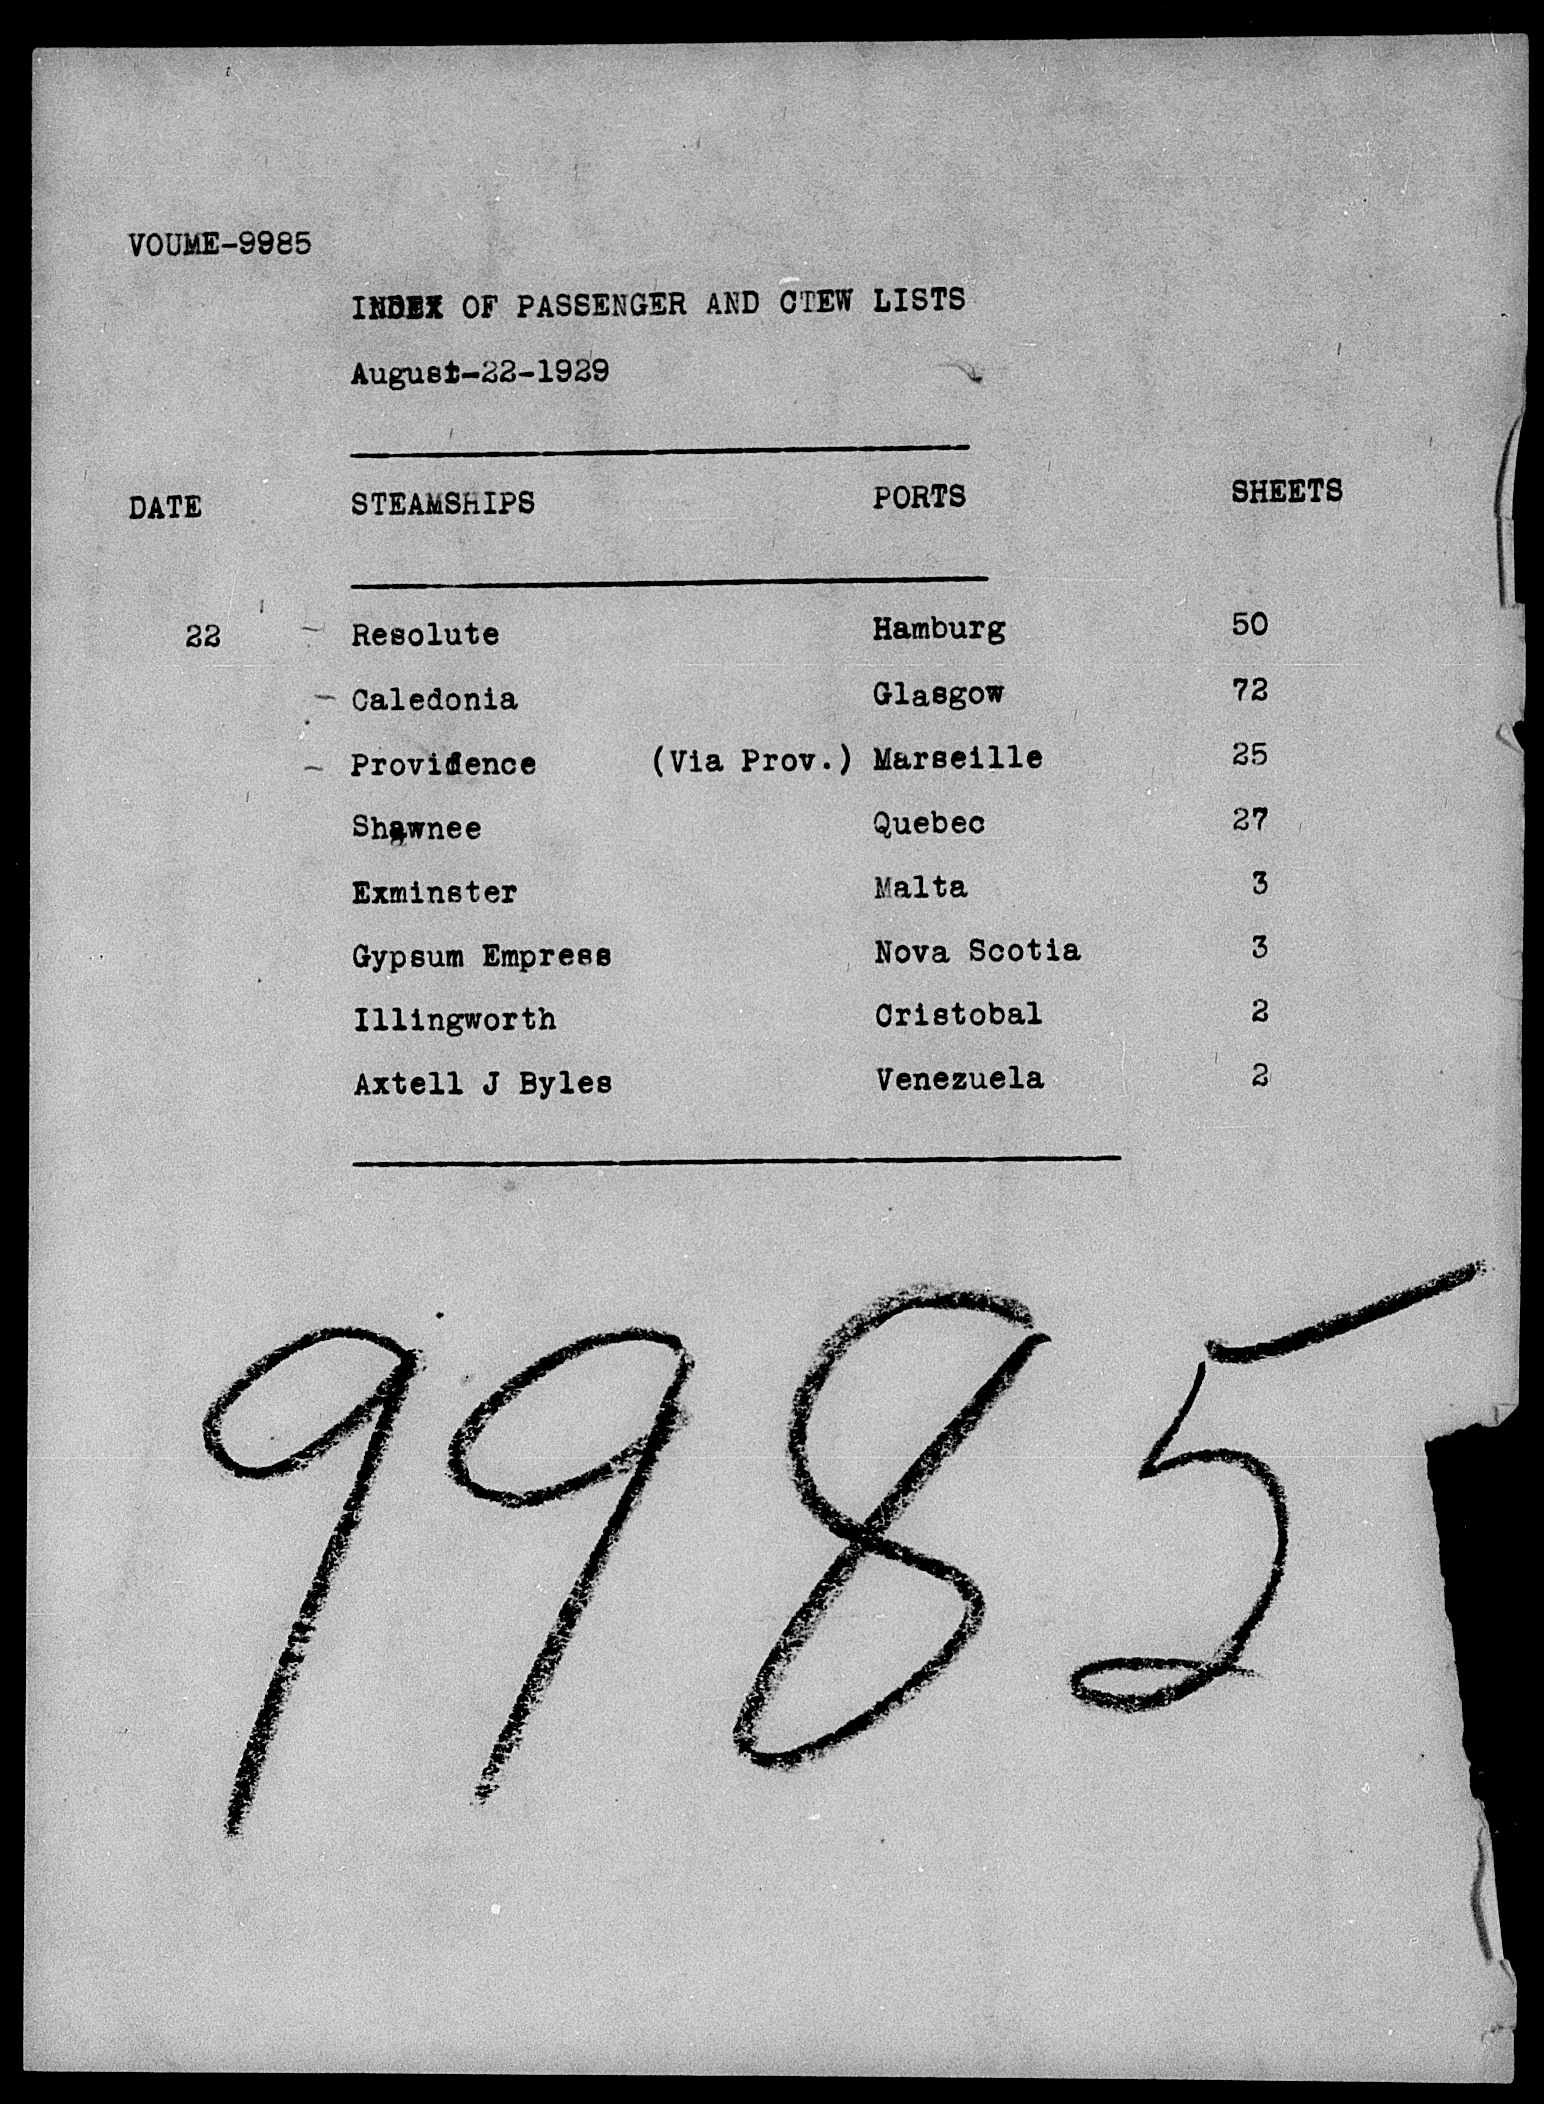 VOUME-9985
INDEX OF PASSENGER AND CTEW LISTS
August-22-1929
DATE STEAMSHIPS PORTS SHEETS
22 - Resolute Hamburg 50
- Caledonia Glasgow 72
- Providence (Via Prov.) Marseille 25
Shawnee Quebec 27
Exminster Malta 3
Gypsum Empress Nova Scotia 3
Illingworth Cristobal 2
Axtell J Byles Venezuela 2
9985